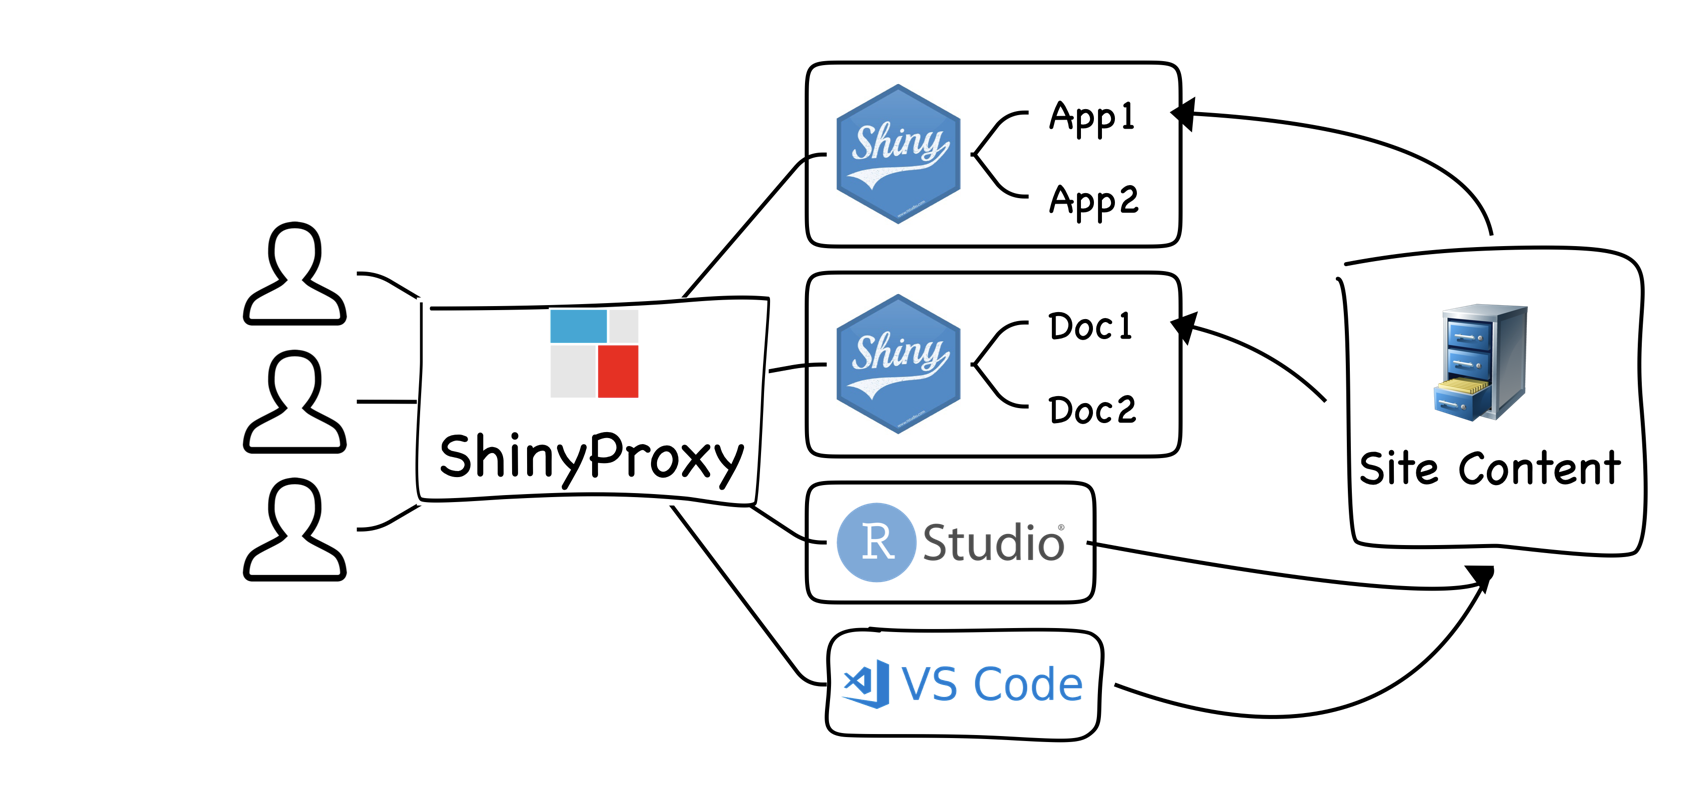 Shiny
App1
App2
ShinyProxy
Shiny
Doc1
Doc2
Site Content
R Studio®
VS Code